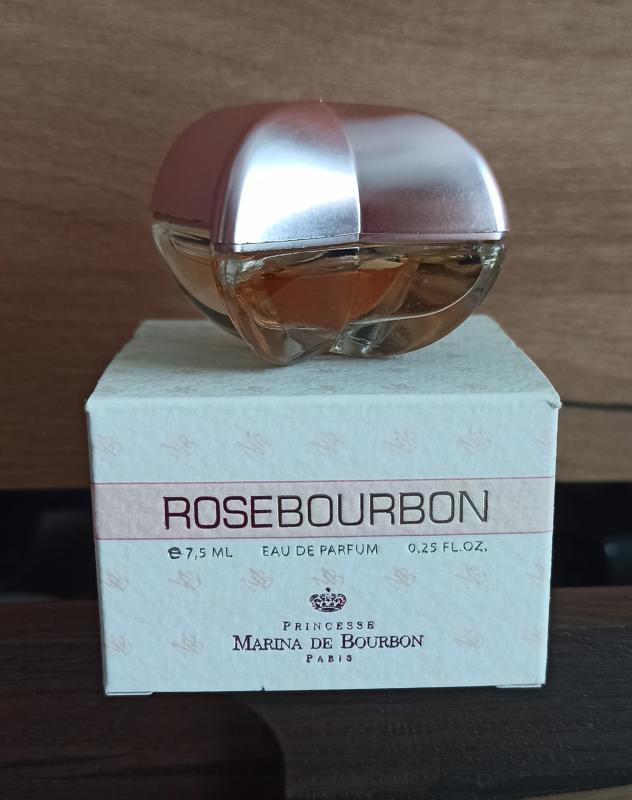 ROSEBOURBON
℮ 7,5 ML EAU DE PARFUM 0.25 FL.OZ.
PRINCESSE
MARINA DE BOURBON
PARIS